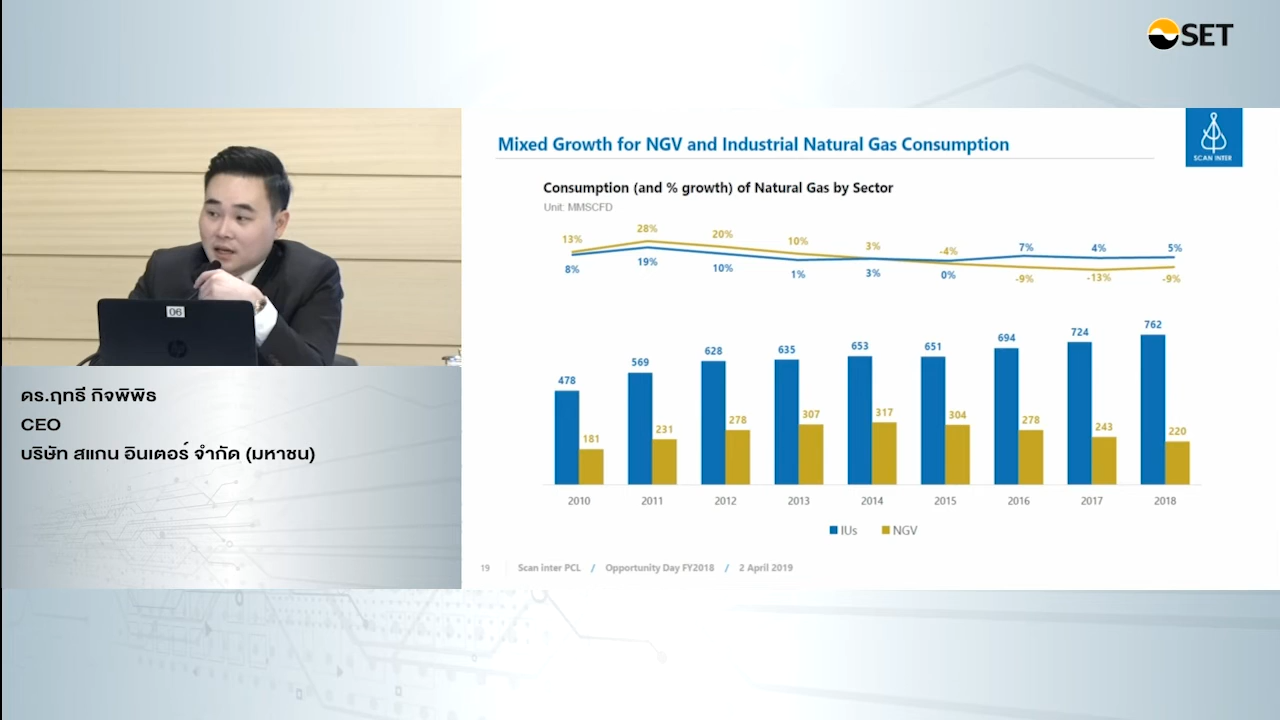 SET
SCAN INTER
Mixed Growth for NGV and Industrial Natural Gas Consumption
Consumption (and % growth) of Natural Gas by Sector
Unit: MMSCFD
13% 28% 20% 10% 3% -4% 7% 4% 5%
8% 19% 10% 1% 3% 0% -9% -13% -9%
478 569 628 635 653 651 694 724 762
181 231 278 307 317 304 278 243 220
2010 2011 2012 2013 2014 2015 2016 2017 2018
IUs NGV
19 Scan inter PCL / Opportunity Day FY2018 / 2 April 2019
06
hp
ดร.ฤทธี กิจพิพิธ
CEO
บริษัท สแกน อินเตอร์ จำกัด (มหาชน)